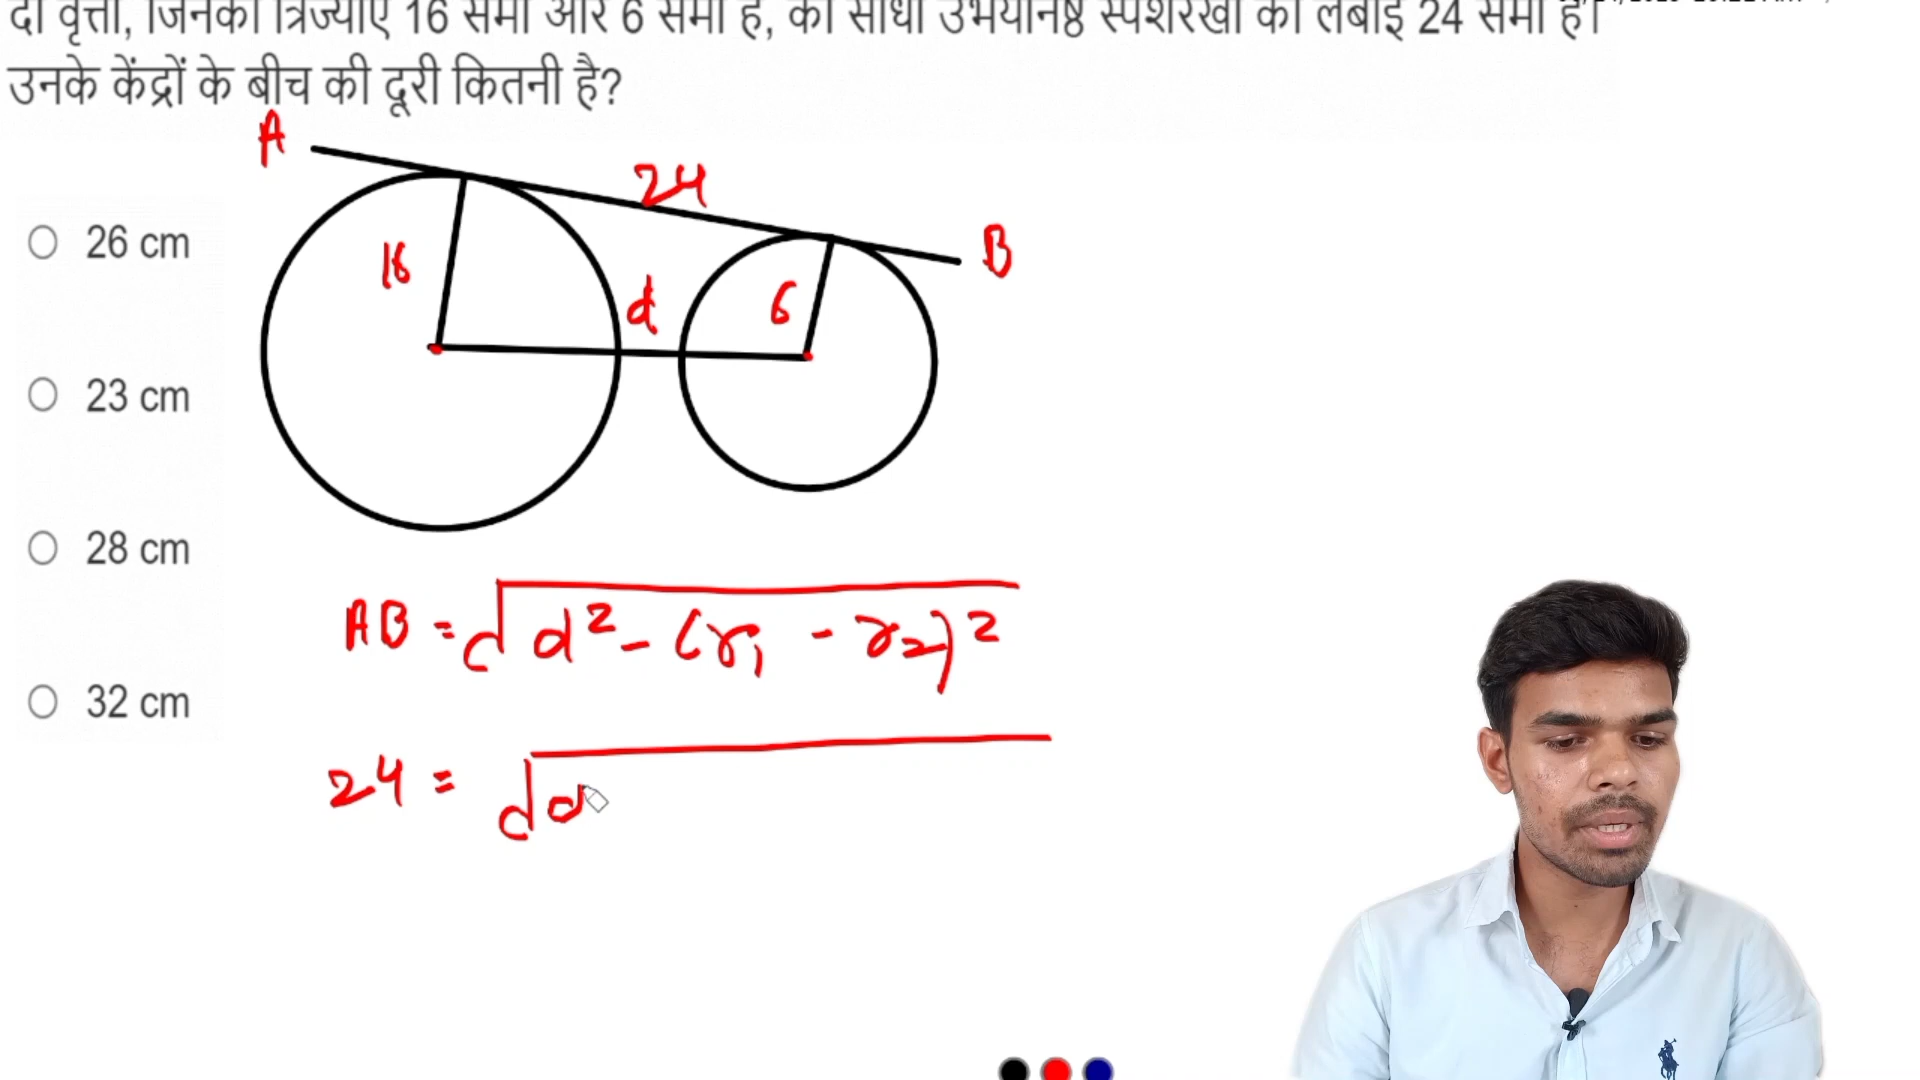 दो वृत्तों, जिनकी त्रिज्याएँ 16 सेमी और 6 सेमी हैं, की सीधी उभयनिष्ठ स्पर्शरेखा की लंबाई 24 सेमी है।
उनके केंद्रों के बीच की दूरी कितनी है?
A
24
B
26 cm
16
d
6
23 cm
28 cm
AB = √d² - (r₁ - r₂)²
32 cm
24 = √d